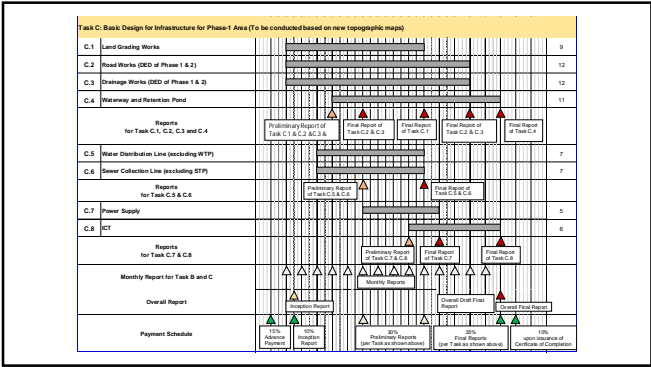 Task C: Basic Design for Infrastructure for Phase-1 Area (To be conducted based on new topographic maps)
C.1 Land Grading Works 9
C.2 Road Works (DED of Phase 1 & 2) 12
C.3 Drainage Works (DED of Phase 1 & 2) 12
C.4 Waterway and Retention Pond 11
Reports
for Task C.1, C.2, C.3 and C.4
Preliminary Report of
Task C.1 & C.2 &C.3 &
Final Report of
Task C.2 & C.3
Final Report
of Task C.1
Final Report of
Task C.2 & C.3
Final Report
of Task C.4
C.5 Water Distribution Line (excluding WTP) 7
C.6 Sewer Collection Line (excluding STP) 7
Reports
for Task C.5 & C.6
Preliminary Report
of Task C.5 & C.6
Final Report of
Task C.5 & C.6
C.7 Power Supply 5
C.8 ICT 6
Reports
for Task C.7 & C.8
Preliminary Report
of Task C.7 & C.8
Final Report
of Task C.7
Final Report
of Task C.8
Monthly Report for Task B and C
Monthly Reports
Overall Report
Inception Report
Overall Draft Final
Report
Overall Final Report
Payment Schedule
15%
Advance
Payment
10%
Inception
Report
30%
Preliminary Reports
(per Task as shown above)
35%
Final Reports
(per Task as shown above)
10%
upon issuance of
Certificate of Completion